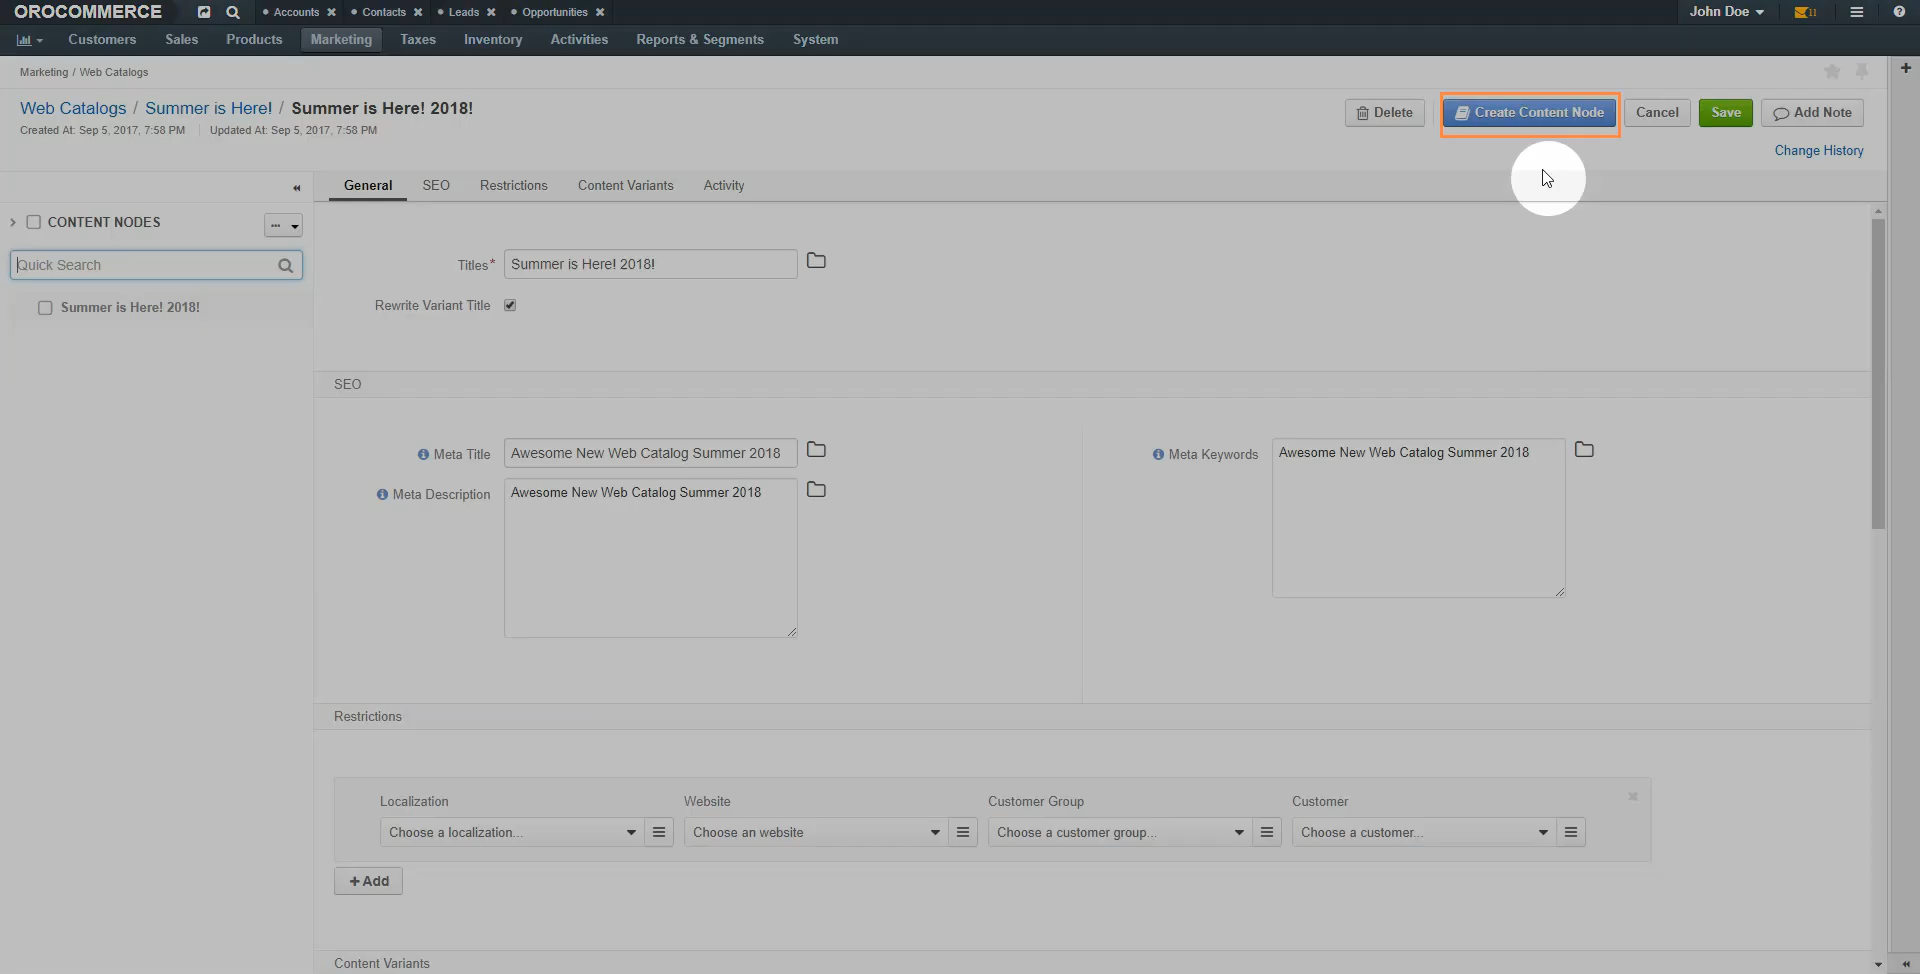 OROCOMMERCE Accounts Contacts Leads Opportunities John Doe 11
Customers Sales Products Marketing Taxes Inventory Activities Reports & Segments System
Marketing / Web Catalogs
Web Catalogs / Summer is Here! / Summer is Here! 2018!
Delete Create Content Node Cancel Save Add Note
Created At: Sep 5, 2017, 7:58 PM Updated At: Sep 5, 2017, 7:58 PM
Change History
General SEO Restrictions Content Variants Activity
CONTENT NODES
Quick Search
Summer is Here! 2018!
Titles* Summer is Here! 2018!
Rewrite Variant Title
SEO
Meta Title Awesome New Web Catalog Summer 2018
Meta Keywords Awesome New Web Catalog Summer 2018
Meta Description Awesome New Web Catalog Summer 2018
Restrictions
Localization Website Customer Group Customer
Choose a localization... Choose an website Choose a customer group... Choose a customer...
+ Add
Content Variants